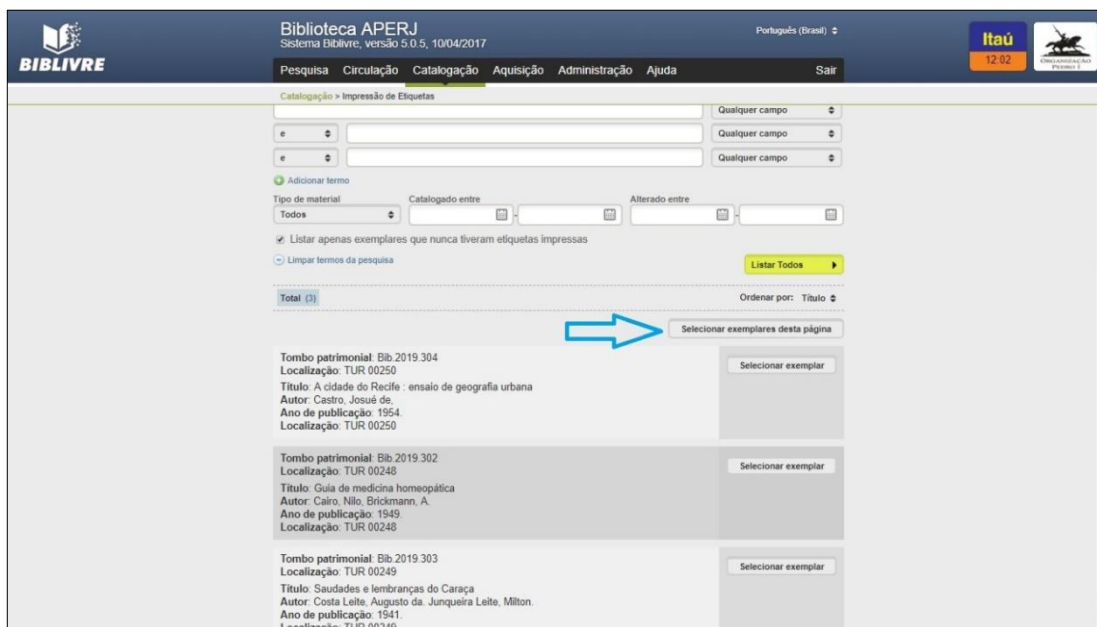 BIBLIVRE
Biblioteca APERJ
Sistema Biblivre, versão 5.0.5, 10/04/2017
Português (Brasil)
Itaú
12:02
ORGANIZAÇÃO
PEDRO I
Pesquisa Circulação Catalogação Aquisição Administração Ajuda Sair
Catalogação > Impressão de Etiquetas
Qualquer campo
e Qualquer campo
e Qualquer campo
Adicionar termo
Tipo de material Catalogado entre Alterado entre
Todos - -
Listar apenas exemplares que nunca tiveram etiquetas impressas
Limpar termos da pesquisa
Listar Todos
Total (3) Ordenar por: Título
Selecionar exemplares desta página
Tombo patrimonial: Bib.2019.304
Localização: TUR 00250
Selecionar exemplar
Título: A cidade do Recife : ensaio de geografia urbana
Autor: Castro, Josué de,
Ano de publicação: 1954.
Localização: TUR 00250
Tombo patrimonial: Bib.2019.302
Localização: TUR 00248
Selecionar exemplar
Título: Guia de medicina homeopática
Autor: Cairo, Nilo, Brickmann, A.
Ano de publicação: 1949.
Localização: TUR 00248
Tombo patrimonial: Bib.2019.303
Localização: TUR 00249
Selecionar exemplar
Título: Saudades e lembranças do Caraça
Autor: Costa Leite, Augusto da. Junqueira Leite, Milton.
Ano de publicação: 1941.
Localização: TUR 00249